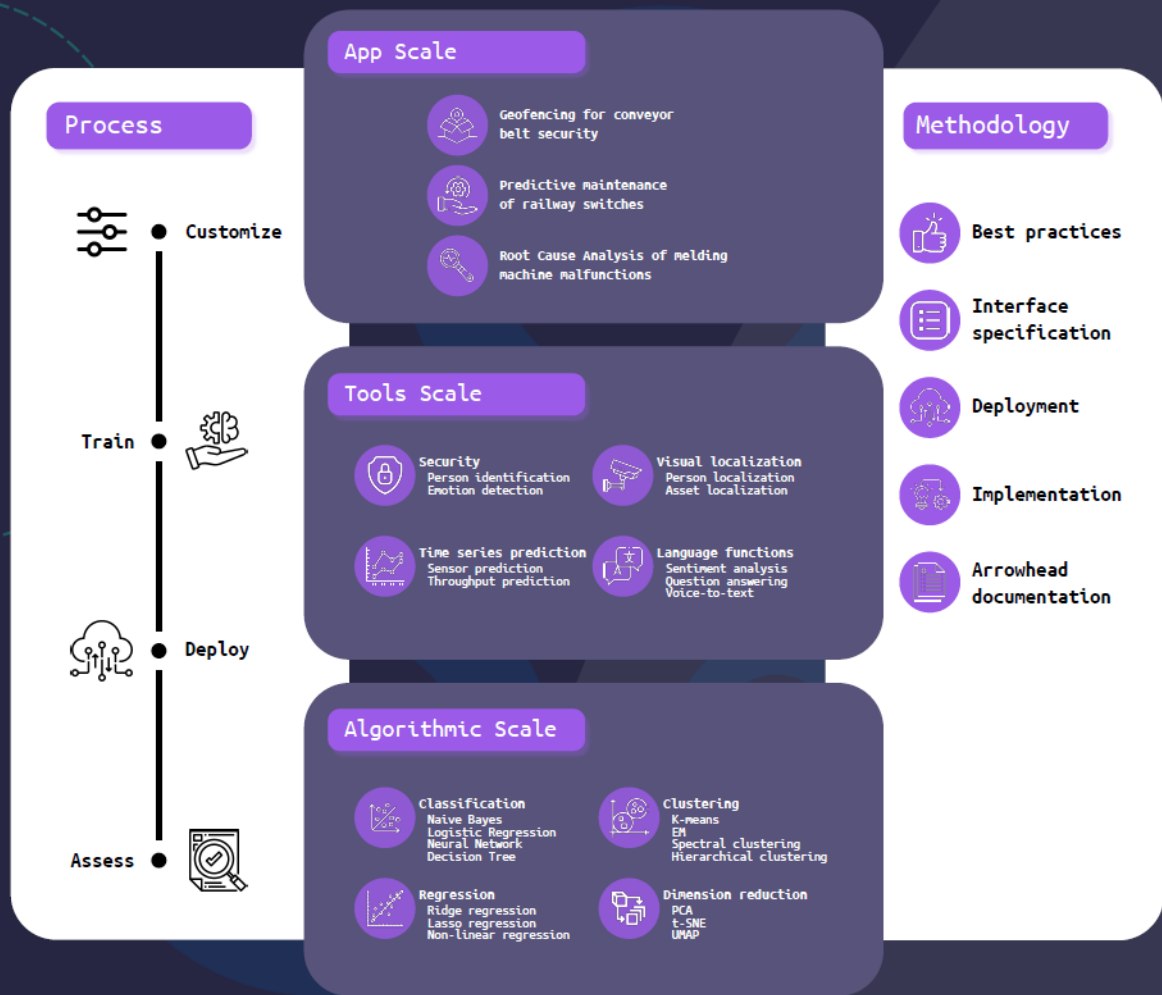 Process
Customize
Train
Deploy
Assess
App Scale
Geofencing for conveyor
belt security
Predictive maintenance
of railway switches
Root Cause Analysis of melding
machine malfunctions
Tools Scale
Security
Person identification
Emotion detection
Visual localization
Person localization
Asset localization
Time series prediction
Sensor prediction
Throughput prediction
Language functions
Sentiment analysis
Question answering
Voice-to-text
Algorithmic Scale
Classification
Naive Bayes
Logistic Regression
Neural Network
Decision Tree
Clustering
K-means
EM
Spectral clustering
Hierarchical clustering
Regression
Ridge regression
Lasso regression
Non-linear regression
Dimension reduction
PCA
t-SNE
UMAP
Methodology
Best practices
Interface
specification
Deployment
Implementation
Arrowhead
documentation